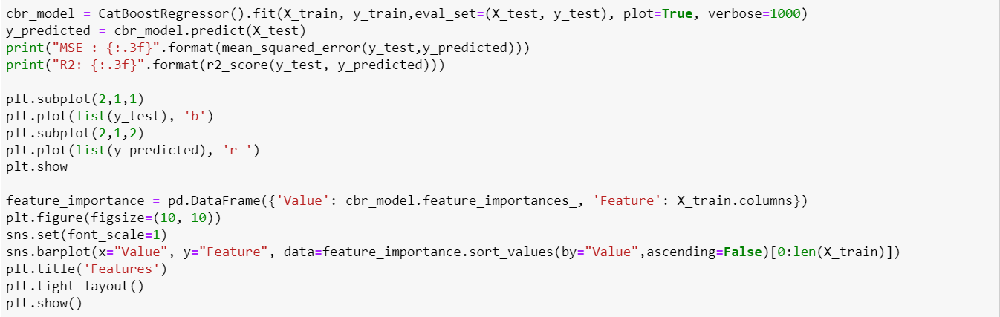 cbr_model = CatBoostRegressor().fit(X_train, y_train,eval_set=(X_test, y_test), plot=True, verbose=1000)
y_predicted = cbr_model.predict(X_test)
print("MSE : {:.3f}".format(mean_squared_error(y_test,y_predicted)))
print("R2: {:.3f}".format(r2_score(y_test, y_predicted)))
plt.subplot(2,1,1)
plt.plot(list(y_test), 'b')
plt.subplot(2,1,2)
plt.plot(list(y_predicted), 'r-')
plt.show
feature_importance = pd.DataFrame({'Value': cbr_model.feature_importances_, 'Feature': X_train.columns})
plt.figure(figsize=(10, 10))
sns.set(font_scale=1)
sns.barplot(x="Value", y="Feature", data=feature_importance.sort_values(by="Value",ascending=False)[0:len(X_train)])
plt.title('Features')
plt.tight_layout()
plt.show()